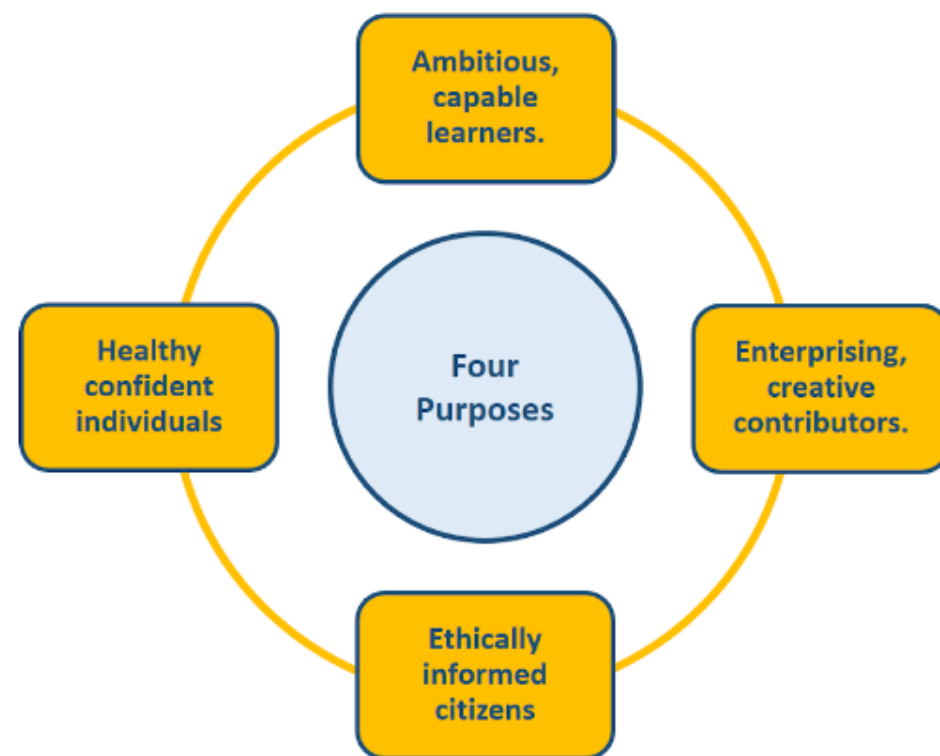 Ambitious,
capable
learners.
Healthy
confident
individuals
Four
Purposes
Enterprising,
creative
contributors.
Ethically
informed
citizens